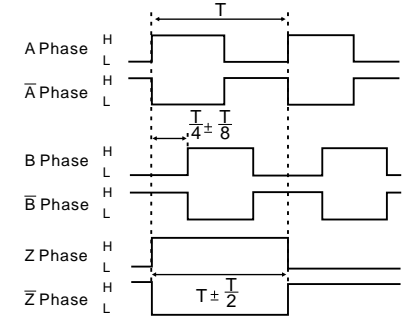 T
A Phase H
L
A̅ Phase H
L
T/4 ± T/8
B Phase H
L
B̅ Phase H
L
Z Phase H
L
T ± T/2
Z̅ Phase H
L